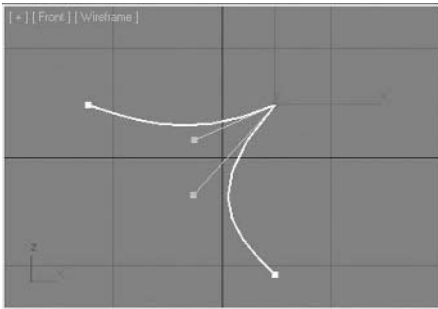 [ + ] [ Front ] [ Wireframe ]
z